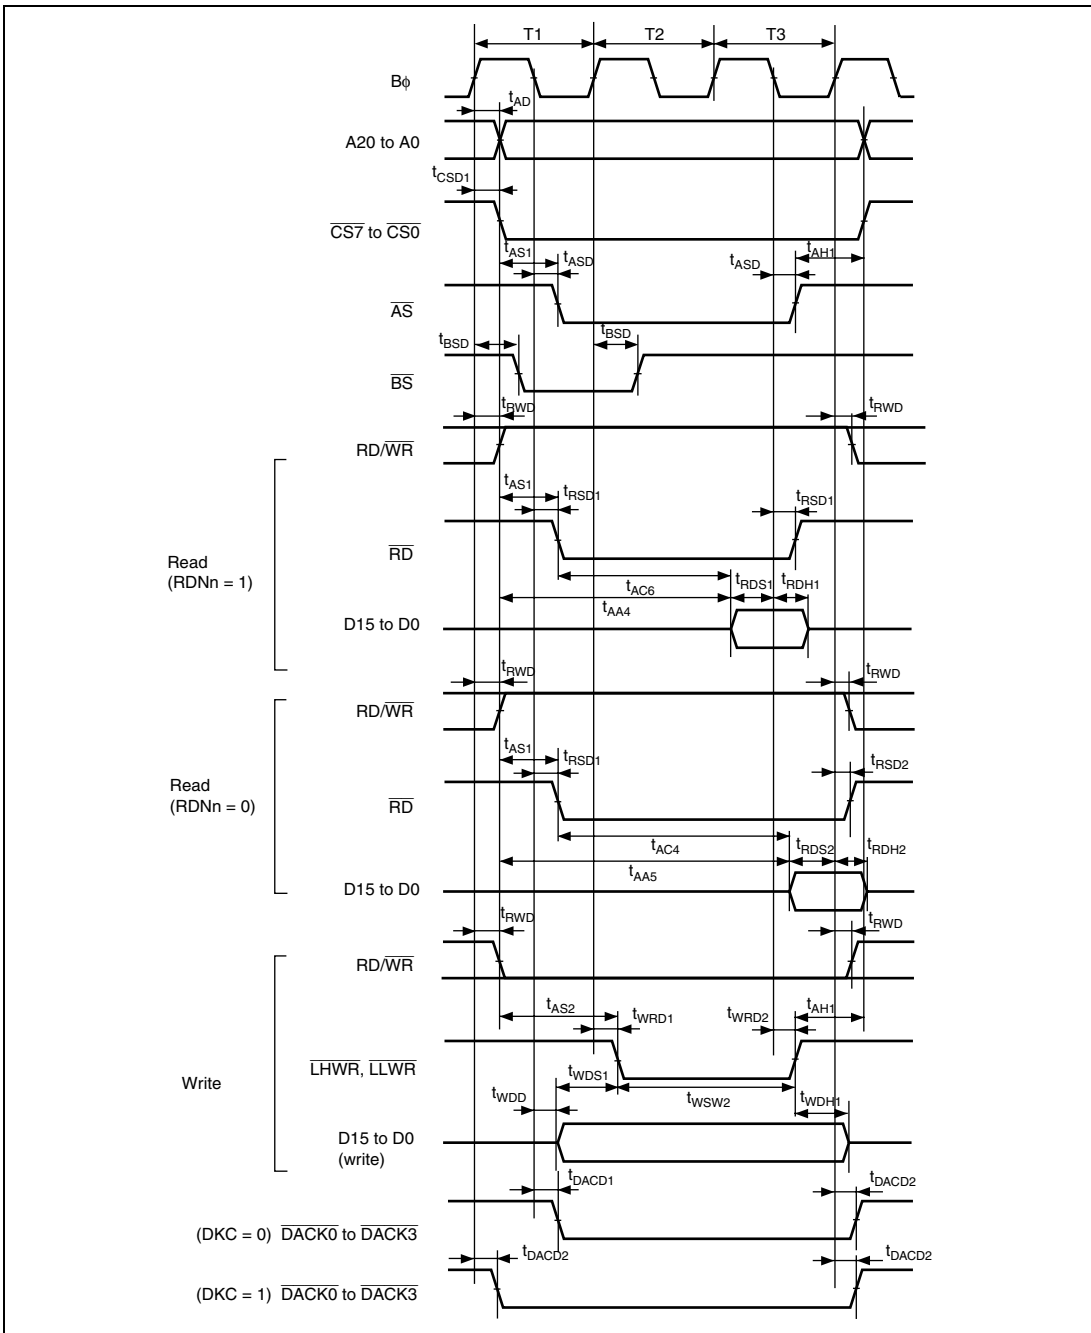 T1 T2 T3
Bφ
tAD
A20 to A0
tCSD1
CS7 to CS0
tAS1 tASD tASD tAH1
AS
tBSD tBSD
BS
tRWD tRWD
RD/WR
tAS1 tRSD1 tRSD1
RD
Read
(RDNn = 1)
tAC6 tRDS1 tRDH1
tAA4
D15 to D0
tRWD tRWD
RD/WR
tAS1 tRSD1 tRSD2
Read
(RDNn = 0)
RD
tAC4 tRDS2 tRDH2
tAA5
D15 to D0
tRWD tRWD
RD/WR
tAS2 tWRD1 tWRD2 tAH1
LHWR, LLWR
Write
tWDD tWDS1 tWSW2 tWDH1
D15 to D0
(write)
tDACD1 tDACD2
(DKC = 0) DACK0 to DACK3
tDACD2 tDACD2
(DKC = 1) DACK0 to DACK3